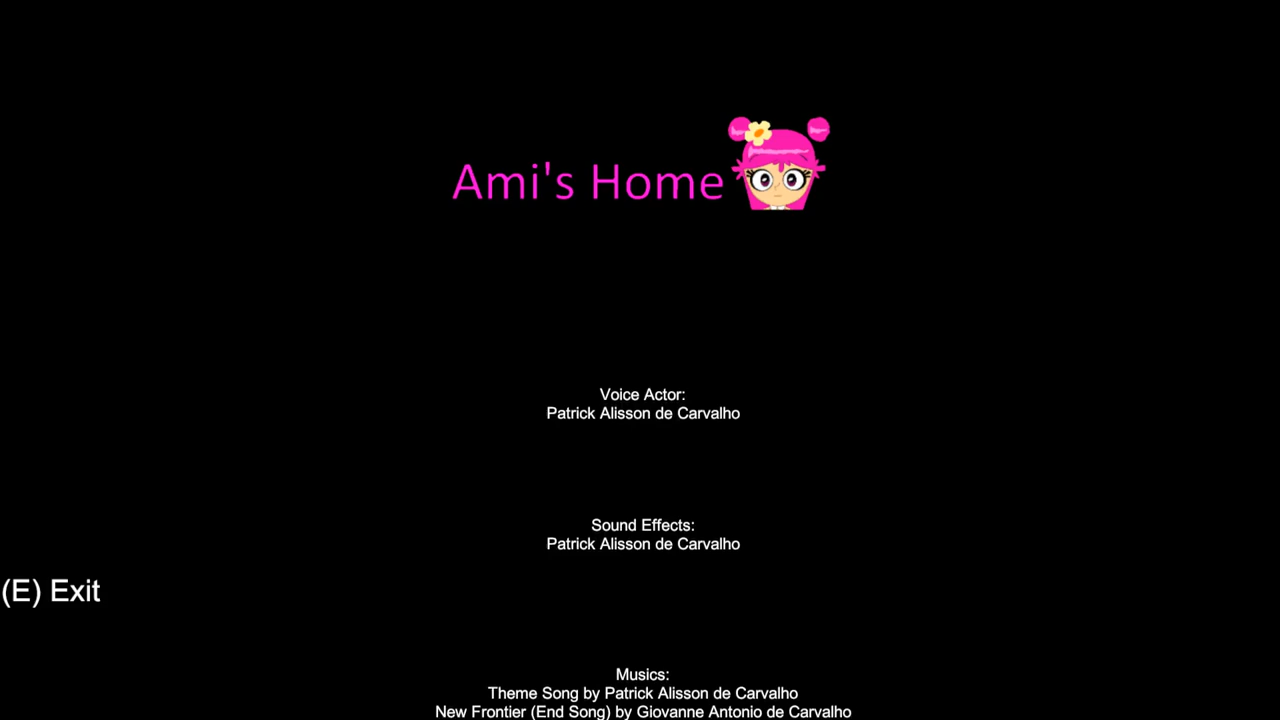 Ami's Home
Voice Actor:
Patrick Alisson de Carvalho
Sound Effects:
Patrick Alisson de Carvalho
(E) Exit
Musics:
Theme Song by Patrick Alisson de Carvalho
New Frontier (End Song) by Giovanne Antonio de Carvalho